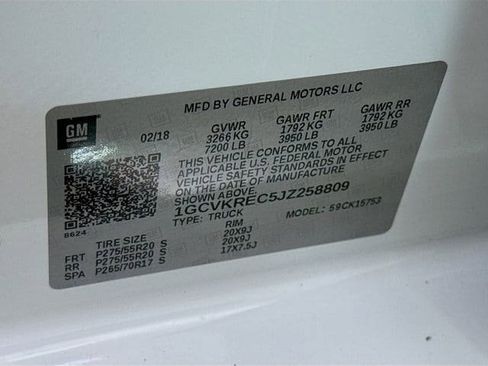 MFD BY GENERAL MOTORS LLC
GM
02/18 GVWR GAWR FRT GAWR RR
3266 KG 1792 KG 1792 KG
7200 LB 3950 LB 3950 LB
THIS VEHICLE CONFORMS TO ALL
APPLICABLE U.S. FEDERAL MOTOR
VEHICLE SAFETY STANDARDS IN EFFECT
ON THE DATE OF MANUFACTURE
1GCVKREC5JZ258809
8624 TYPE: TRUCK MODEL: 59CK15753
TIRE SIZE RIM
FRT P275/55R20 S 20X9J
RR P275/55R20 S 20X9J
SPA P265/70R17 S 17X7.5J